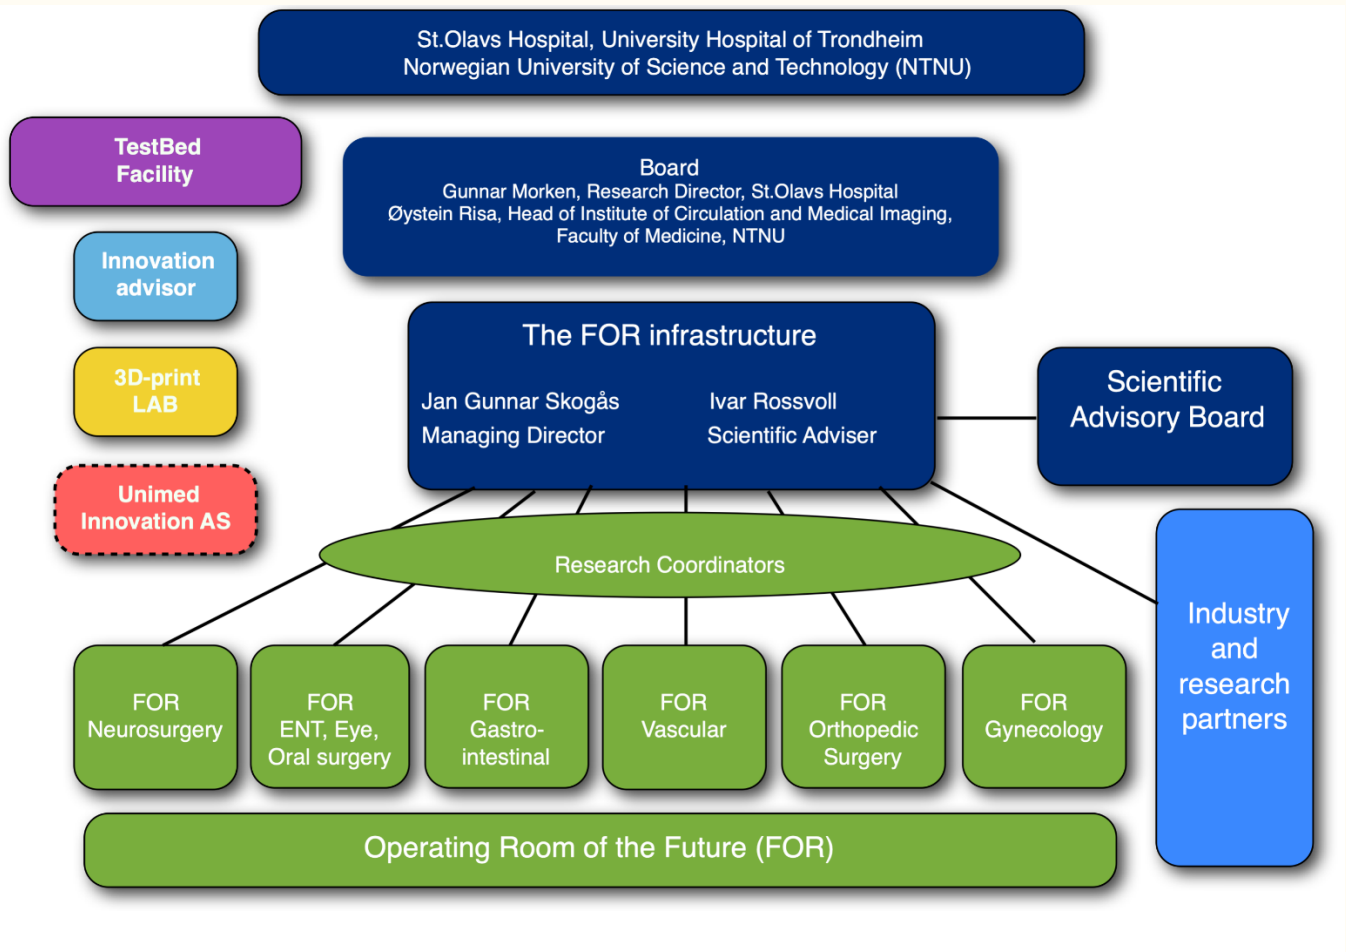 St.Olavs Hospital, University Hospital of Trondheim
Norwegian University of Science and Technology (NTNU)
TestBed
Facility
Board
Gunnar Morken, Research Director, St.Olavs Hospital
Øystein Risa, Head of Institute of Circulation and Medical Imaging,
Faculty of Medicine, NTNU
Innovation
advisor
3D-print
LAB
Unimed
Innovation AS
The FOR infrastructure
Jan Gunnar Skogås
Managing Director
Ivar Rossvoll
Scientific Adviser
Scientific
Advisory Board
Research Coordinators
Industry
and
research
partners
FOR
Neurosurgery
FOR
ENT, Eye,
Oral surgery
FOR
Gastro-
intestinal
FOR
Vascular
FOR
Orthopedic
Surgery
FOR
Gynecology
Operating Room of the Future (FOR)